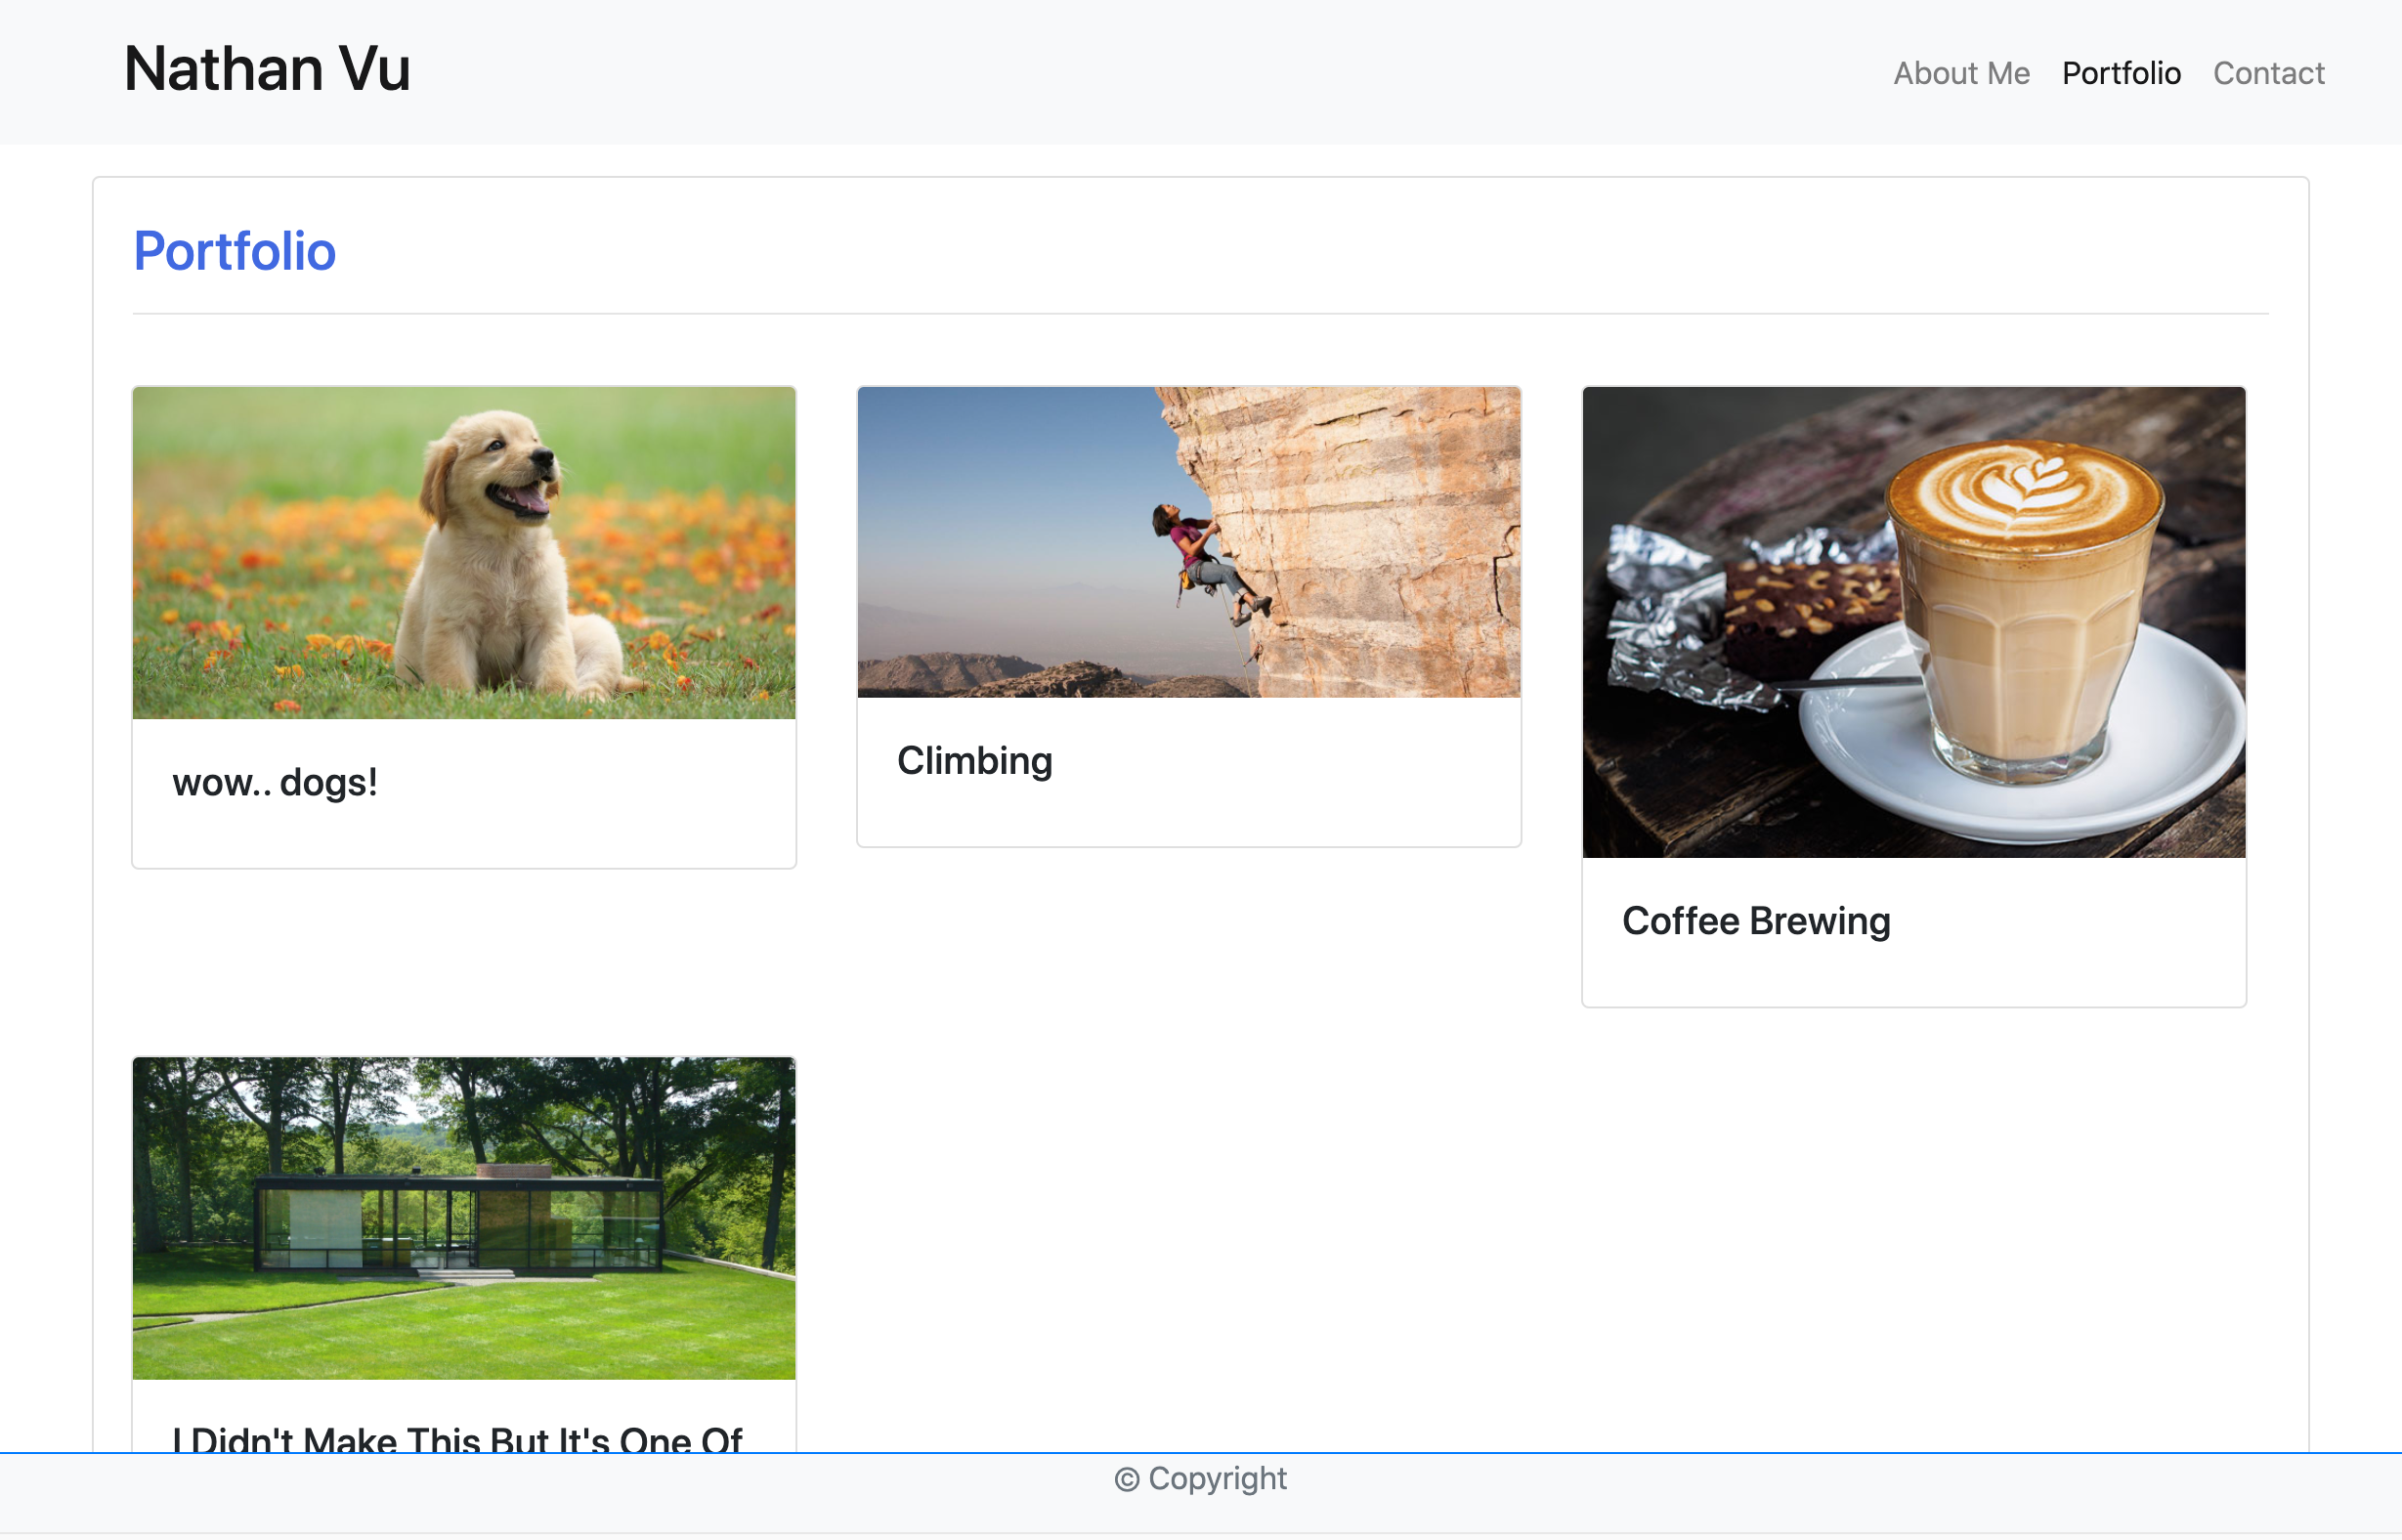 Nathan Vu
About Me Portfolio Contact
Portfolio
wow.. dogs!
Climbing
Coffee Brewing
I Didn't Make This But It's One Of
© Copyright